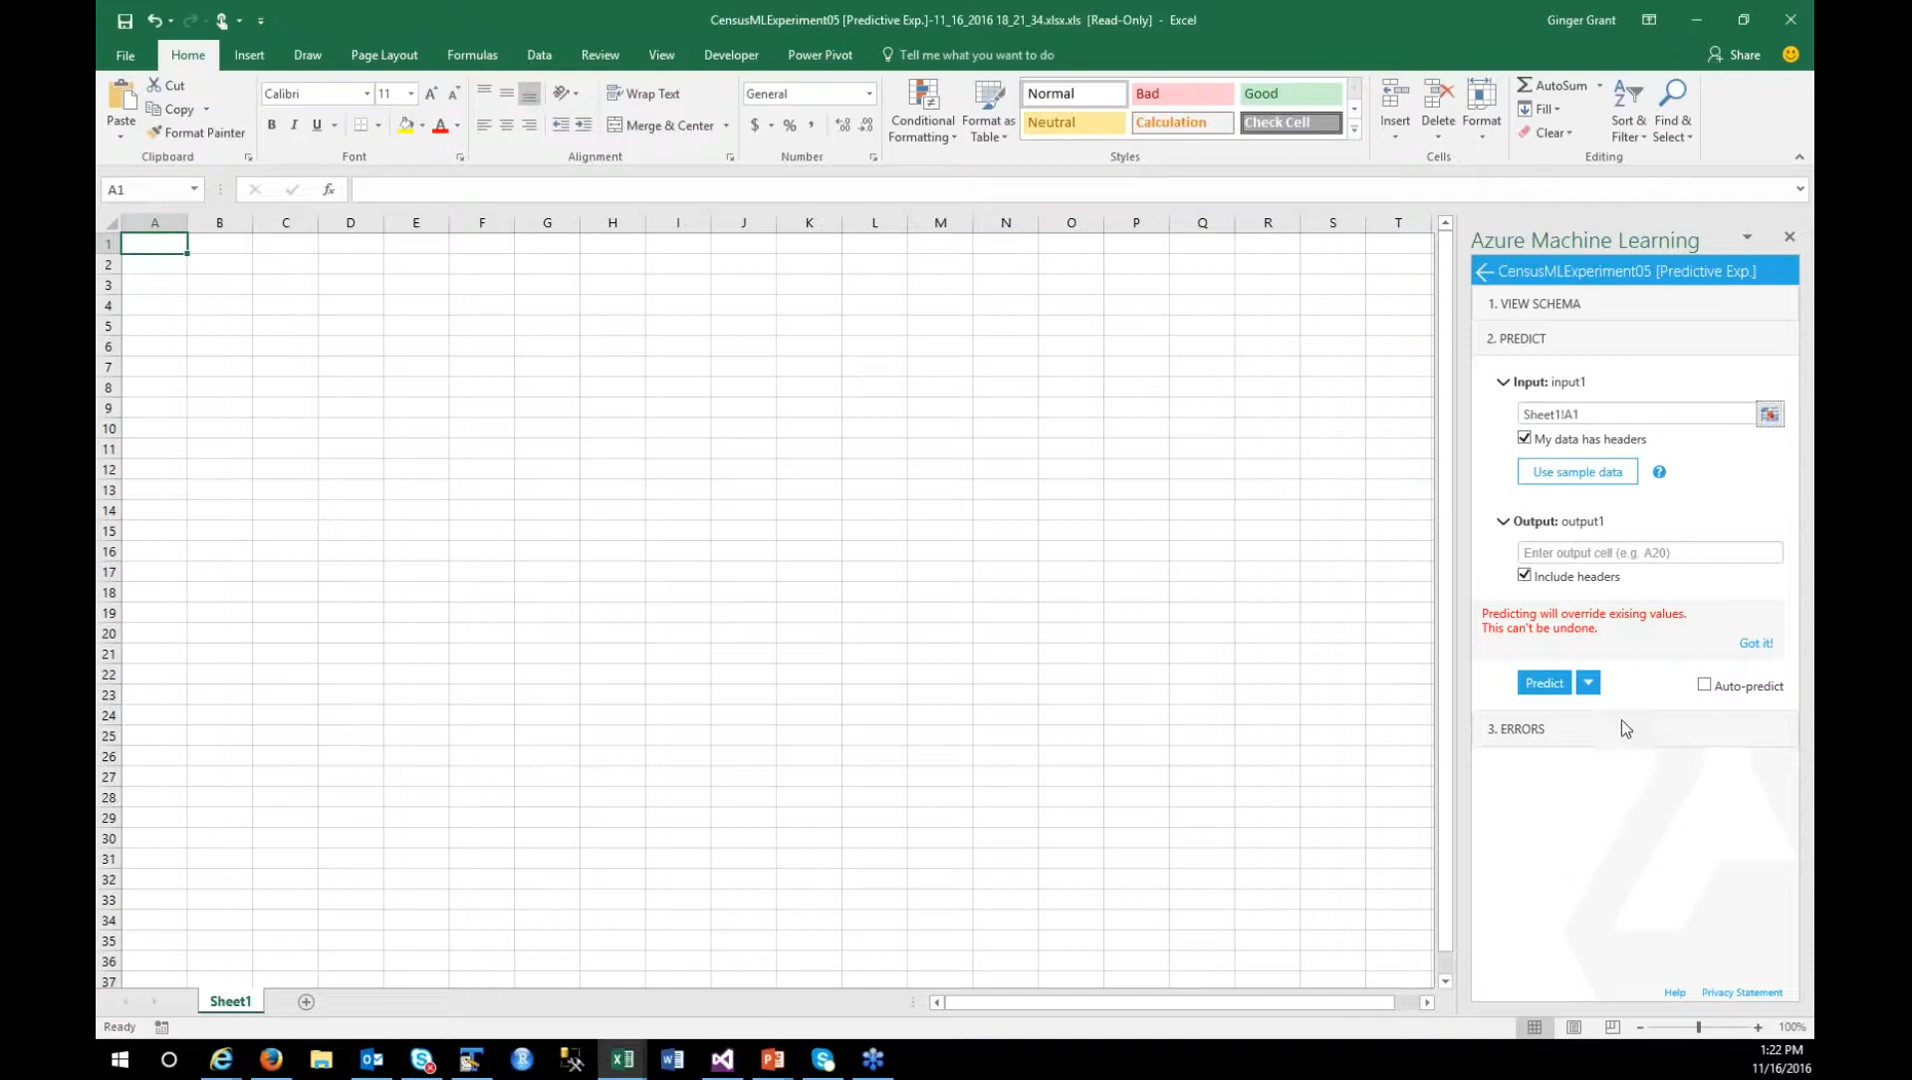 CensusMLExperiment05 [Predictive Exp.]-11_16_2016 18_21_34.xlsx.xls [Read-Only] - Excel
Ginger Grant
File Home Insert Draw Page Layout Formulas Data Review View Developer Power Pivot Tell me what you want to do Share
Paste
Cut
Copy
Format Painter
Clipboard
Calibri 11
B I U
Font
Wrap Text
Merge & Center
Alignment
General
$ % ,
Number
Conditional Formatting
Format as Table
Normal Bad Good
Neutral Calculation Check Cell
Styles
Insert Delete Format
Cells
AutoSum
Fill
Clear
Sort & Filter
Find & Select
Editing
A1
fx
A B C D E F G H I J K L M N O P Q R S T
1
2
3
4
5
6
7
8
9
10
11
12
13
14
15
16
17
18
19
20
21
22
23
24
25
26
27
28
29
30
31
32
33
34
35
36
37
Azure Machine Learning
CensusMLExperiment05 [Predictive Exp.]
1. VIEW SCHEMA
2. PREDICT
Input: input1
Sheet1!A1
My data has headers
Use sample data ?
Output: output1
Enter output cell (e.g. A20)
Include headers
Predicting will override exising values.
This can't be undone.
Got it!
Predict
Auto-predict
3. ERRORS
Help Privacy Statement
Sheet1
Ready
100%
1:22 PM
11/16/2016